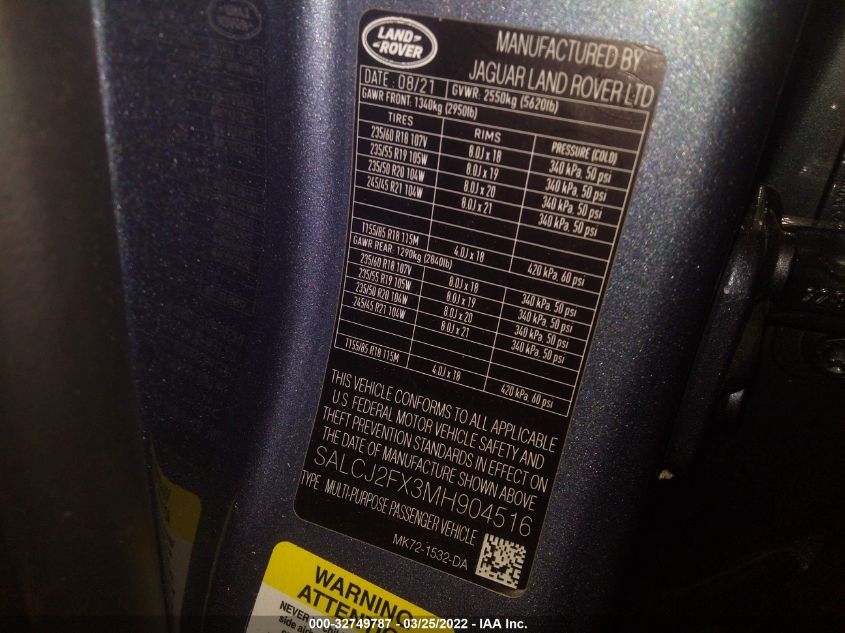 LAND ROVER
MANUFACTURED BY
JAGUAR LAND ROVER LTD
DATE: 08/21 GVWR: 2550kg (5620lb)
GAWR FRONT: 1340kg (2950lb)
TIRES RIMS PRESSURE (COLD)
235/60 R18 107V 8.0J x 18 340 kPa, 50 psi
235/55 R19 105W 8.0J x 19 340 kPa, 50 psi
235/50 R20 104W 8.0J x 20 340 kPa, 50 psi
245/45 R21 104W 8.0J x 21 340 kPa, 50 psi
T155/85 R18 115M 4.0J x 18 420 kPa, 60 psi
GAWR REAR: 1290kg (2840lb)
235/60 R18 107V 8.0J x 18 340 kPa, 50 psi
235/55 R19 105W 8.0J x 19 340 kPa, 50 psi
235/50 R20 104W 8.0J x 20 340 kPa, 50 psi
245/45 R21 104W 8.0J x 21 340 kPa, 50 psi
T155/85 R18 115M 4.0J x 18 420 kPa, 60 psi
THIS VEHICLE CONFORMS TO ALL APPLICABLE
U.S. FEDERAL MOTOR VEHICLE SAFETY AND
THEFT PREVENTION STANDARDS IN EFFECT ON
THE DATE OF MANUFACTURE SHOWN ABOVE
SALCJ2FX3MH904516
TYPE: MULTI-PURPOSE PASSENGER VEHICLE
MK72-1532-DA
WARNING
ATTENTION
NEVER
side
000-32749787 - 03/25/2022 - IAA Inc.